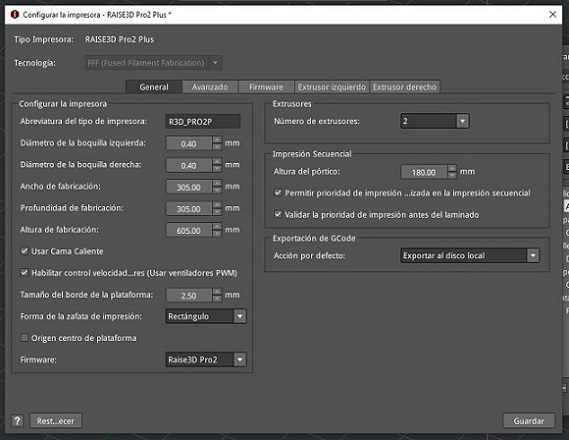 Configurar la impresora - RAISE3D Pro2 Plus *
Tipo Impresora: RAISE3D Pro2 Plus
Tecnología: FFF (Fused Filament Fabrication)
General Avanzado Firmware Extrusor izquierdo Extrusor derecho
Configurar la impresora
Abreviatura del tipo de impresora: R3D_PRO2P
Diámetro de la boquilla izquierda: 0.40 mm
Diámetro de la boquilla derecha: 0.40 mm
Ancho de fabricación: 305.00 mm
Profundidad de fabricación: 305.00 mm
Altura de fabricación: 605.00 mm
Usar Cama Caliente
Habilitar control velocidad...res (Usar ventiladores PWM)
Tamaño del borde de la plataforma: 2.50 mm
Forma de la zafata de impresión: Rectángulo
Origen centro de plataforma
Firmware: Raise3D Pro2
Extrusores
Número de extrusores: 2
Impresión Secuencial
Altura del pórtico: 180.00 mm
Permitir prioridad de impresión ...izada en la impresión secuencial
Validar la prioridad de impresión antes del laminado
Exportación de GCode
Acción por defecto: Exportar al disco local
? Rest...ecer Guardar